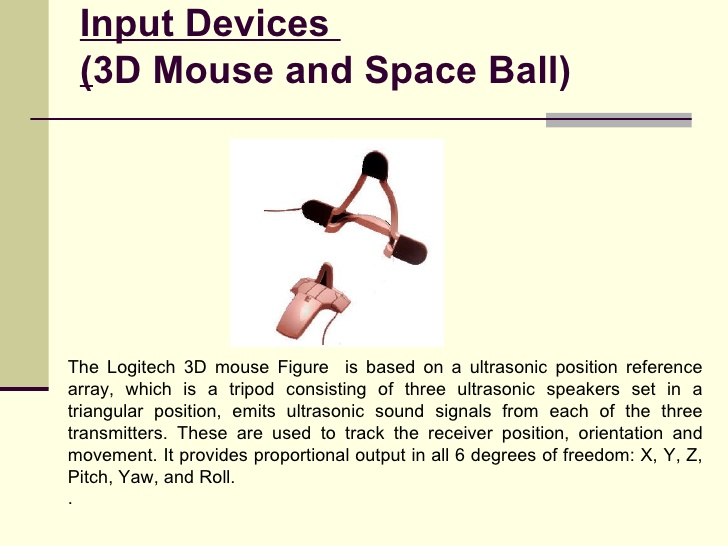 Input Devices
(3D Mouse and Space Ball)
The Logitech 3D mouse Figure is based on a ultrasonic position reference
array, which is a tripod consisting of three ultrasonic speakers set in a
triangular position, emits ultrasonic sound signals from each of the three
transmitters. These are used to track the receiver position, orientation and
movement. It provides proportional output in all 6 degrees of freedom: X, Y, Z,
Pitch, Yaw, and Roll.
.